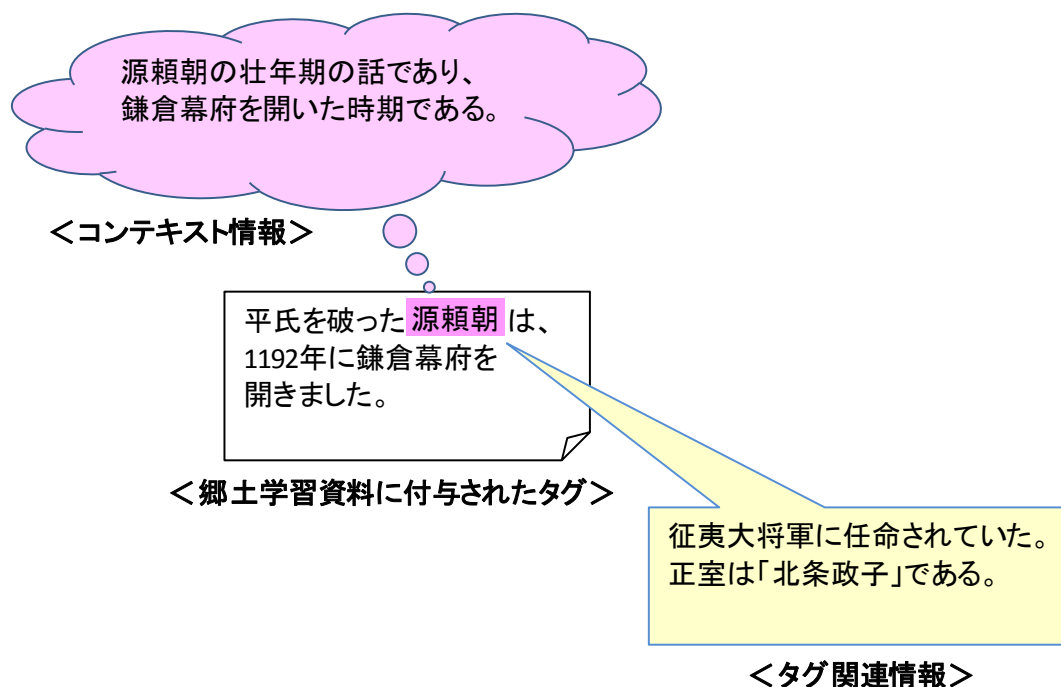 源頼朝の壮年期の話であり、
鎌倉幕府を開いた時期である。
＜コンテキスト情報＞
平氏を破った源頼朝は、
1192年に鎌倉幕府を
開きました。
＜郷土学習資料に付与されたタグ＞
征夷大将軍に任命されていた。
正室は「北条政子」である。
＜タグ関連情報＞